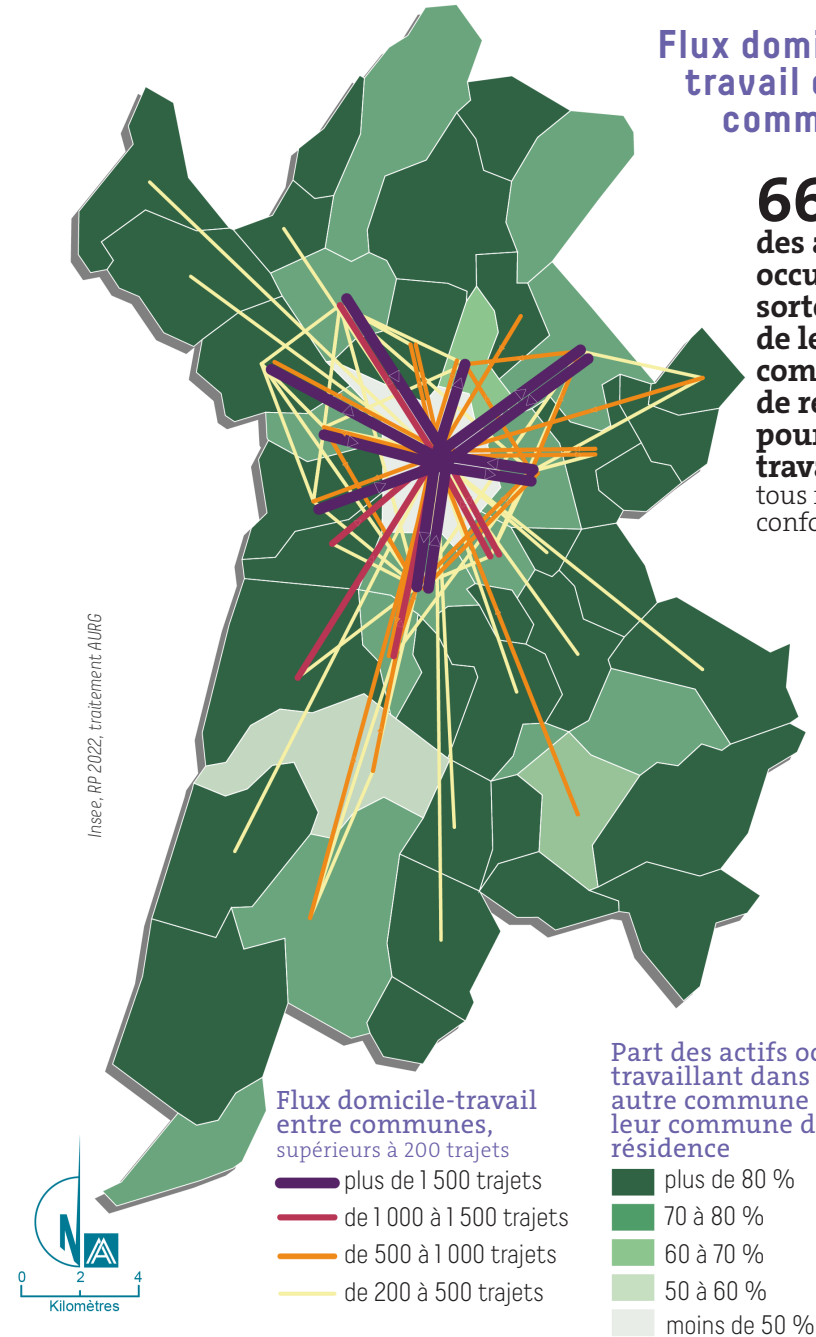 Flux domi
travail
comm
66
des a
occu
sorte
de le
com
de re
pour
trava
tous
confo
Insee, RP 2022, traitement AURG
Flux domicile-travail
entre communes,
supérieurs à 200 trajets
plus de 1 500 trajets
de 1 000 à 1 500 trajets
de 500 à 1 000 trajets
de 200 à 500 trajets
Part des actifs oc
travaillant dans
autre commune
leur commune d
résidence
plus de 80 %
70 à 80 %
60 à 70 %
50 à 60 %
moins de 50 %
N
0 2 4
Kilomètres